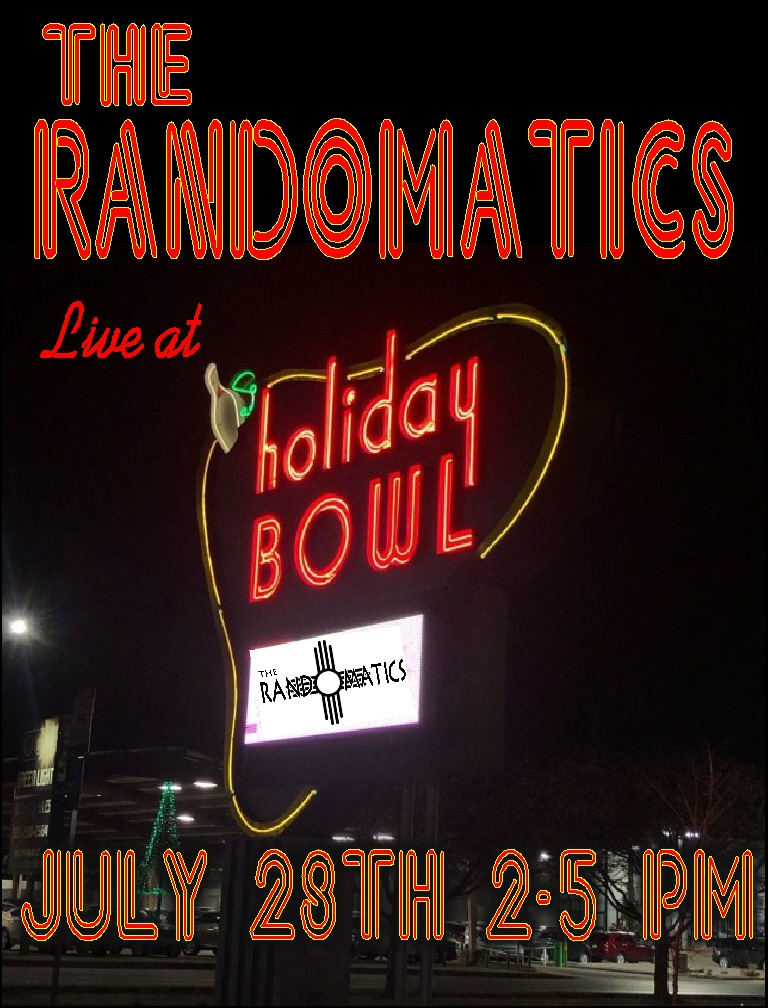 THE
RANDOMATICS
Live at
holiday
BOWL
THE
RANDOMATICS
JULY 28TH 2-5 PM